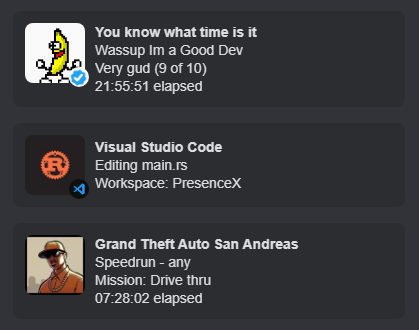 You know what time is it
Wassup Im a Good Dev
Very gud (9 of 10)
21:55:51 elapsed
Visual Studio Code
Editing main.rs
Workspace: PresenceX
Grand Theft Auto San Andreas
Speedrun - any
Mission: Drive thru
07:28:02 elapsed